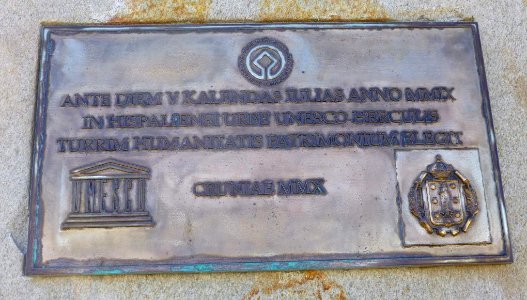 ANTE DIEM V KALENDAS IULIAS ANNO MMIX
IN HISPALENSI URBE UNESCO HERCULIS
TURRIM HUMANITATIS PATRIMONIUM ELEGIT
CRUNIAE MMX
UNESCO